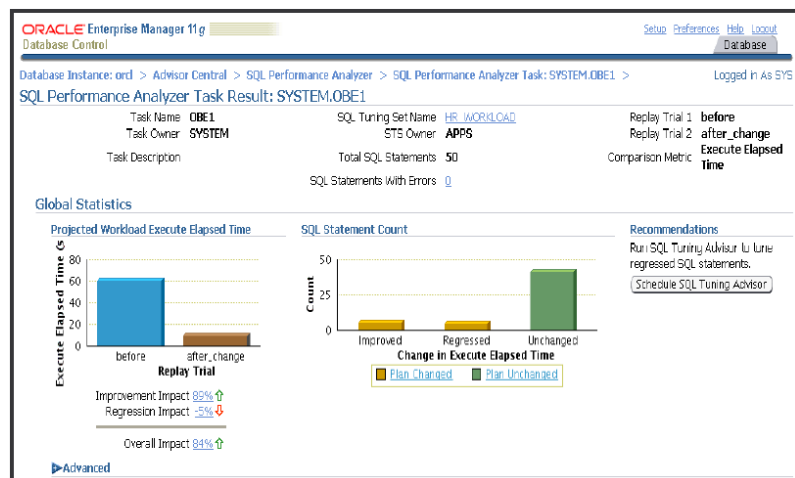 ORACLE Enterprise Manager 11g
Database Control
Setup Preferences Help Logout
Database
Database Instance: orcl > Advisor Central > SQL Performance Analyzer > SQL Performance Analyzer Task: SYSTEM.OBE1 >
Logged in As SYS
SQL Performance Analyzer Task Result: SYSTEM.OBE1
Task Name OBE1
Task Owner SYSTEM
Task Description
SQL Tuning Set Name HR_WORKLOAD
STS Owner APPS
Total SQL Statements 50
SQL Statements With Errors 0
Replay Trial 1 before
Replay Trial 2 after_change
Comparison Metric Execute Elapsed
Time
Global Statistics
Projected Workload Execute Elapsed Time
Execute Elapsed Time (s
80
60
40
20
0
before after_change
Replay Trial
Improvement Impact 89%
Regression Impact -5%
Overall Impact 84%
SQL Statement Count
Count
50
25
0
Improved Regressed Unchanged
Change in Execute Elapsed Time
Plan Changed Plan Unchanged
Recommendations
Run SQL Tuning Advisor to tune
regressed SQL statements.
Schedule SQL Tuning Advisor
Advanced